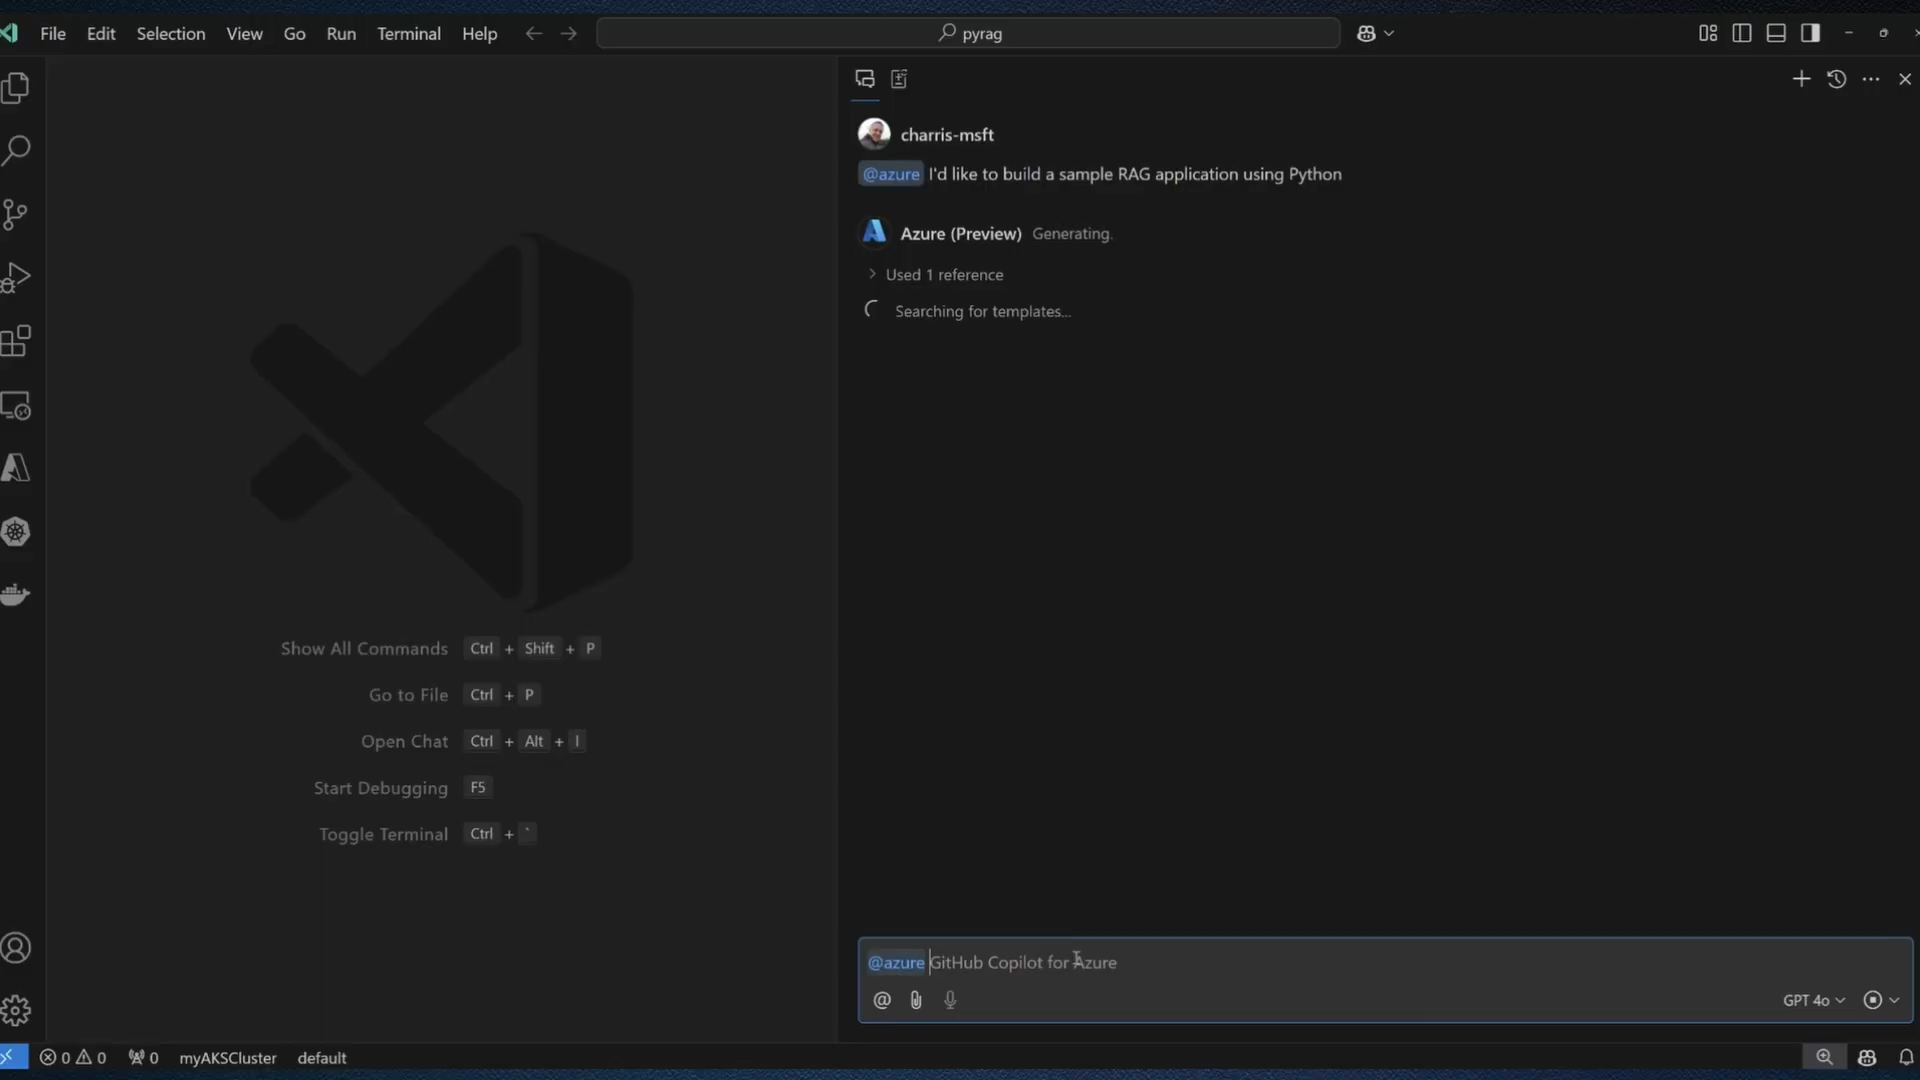 File Edit Selection View Go Run Terminal Help
pyrag
charris-msft
@azure I'd like to build a sample RAG application using Python
Azure (Preview) Generating.
Used 1 reference
Searching for templates...
Show All Commands Ctrl + Shift + P
Go to File Ctrl + P
Open Chat Ctrl + Alt + I
Start Debugging F5
Toggle Terminal Ctrl + `
@azure GitHub Copilot for Azure
@ GPT 4o
0 0 0 myAKSCluster default